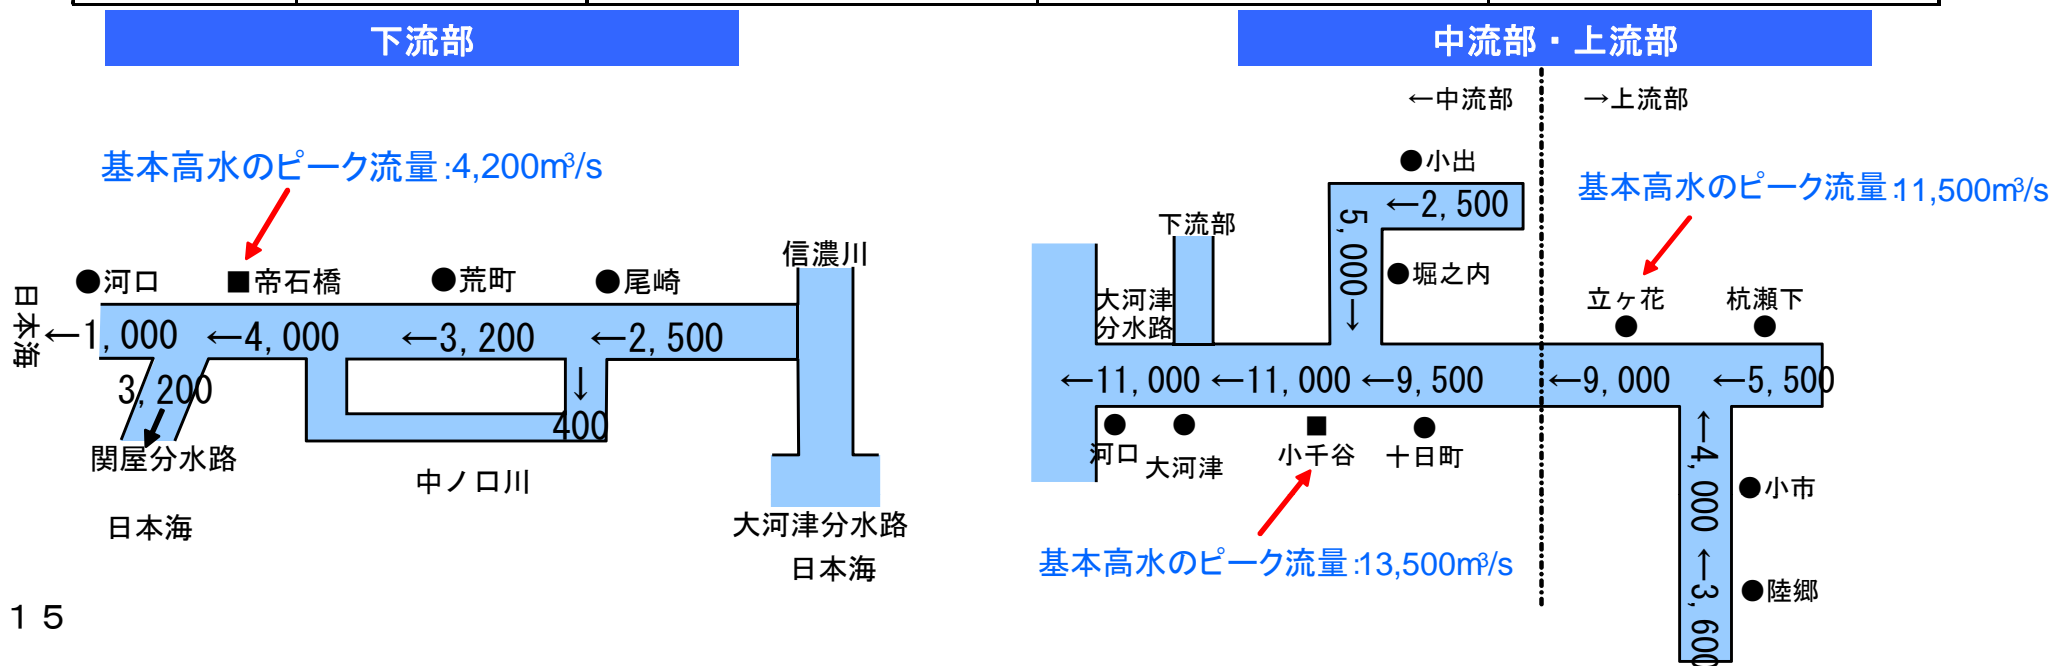 下流部
基本高水のピーク流量:4,200m³/s
信濃川
●河口
■帝石橋
●荒町
●尾崎
日本海
←1,000
←4,000
←3,200
←2,500
3,200
↓
400
関屋分水路
中ノ口川
日本海
大河津分水路
日本海
15
中流部・上流部
←中流部
→上流部
●小出
基本高水のピーク流量:11,500m³/s
←2,500
下流部
5,000→
●堀之内
大河津
分水路
立ヶ花
杭瀬下
←11,000
←11,000
←9,500
←9,000
←5,500
河口
大河津
小千谷
十日町
←4,000
●小市
基本高水のピーク流量:13,500m³/s
←3,600
●陸郷